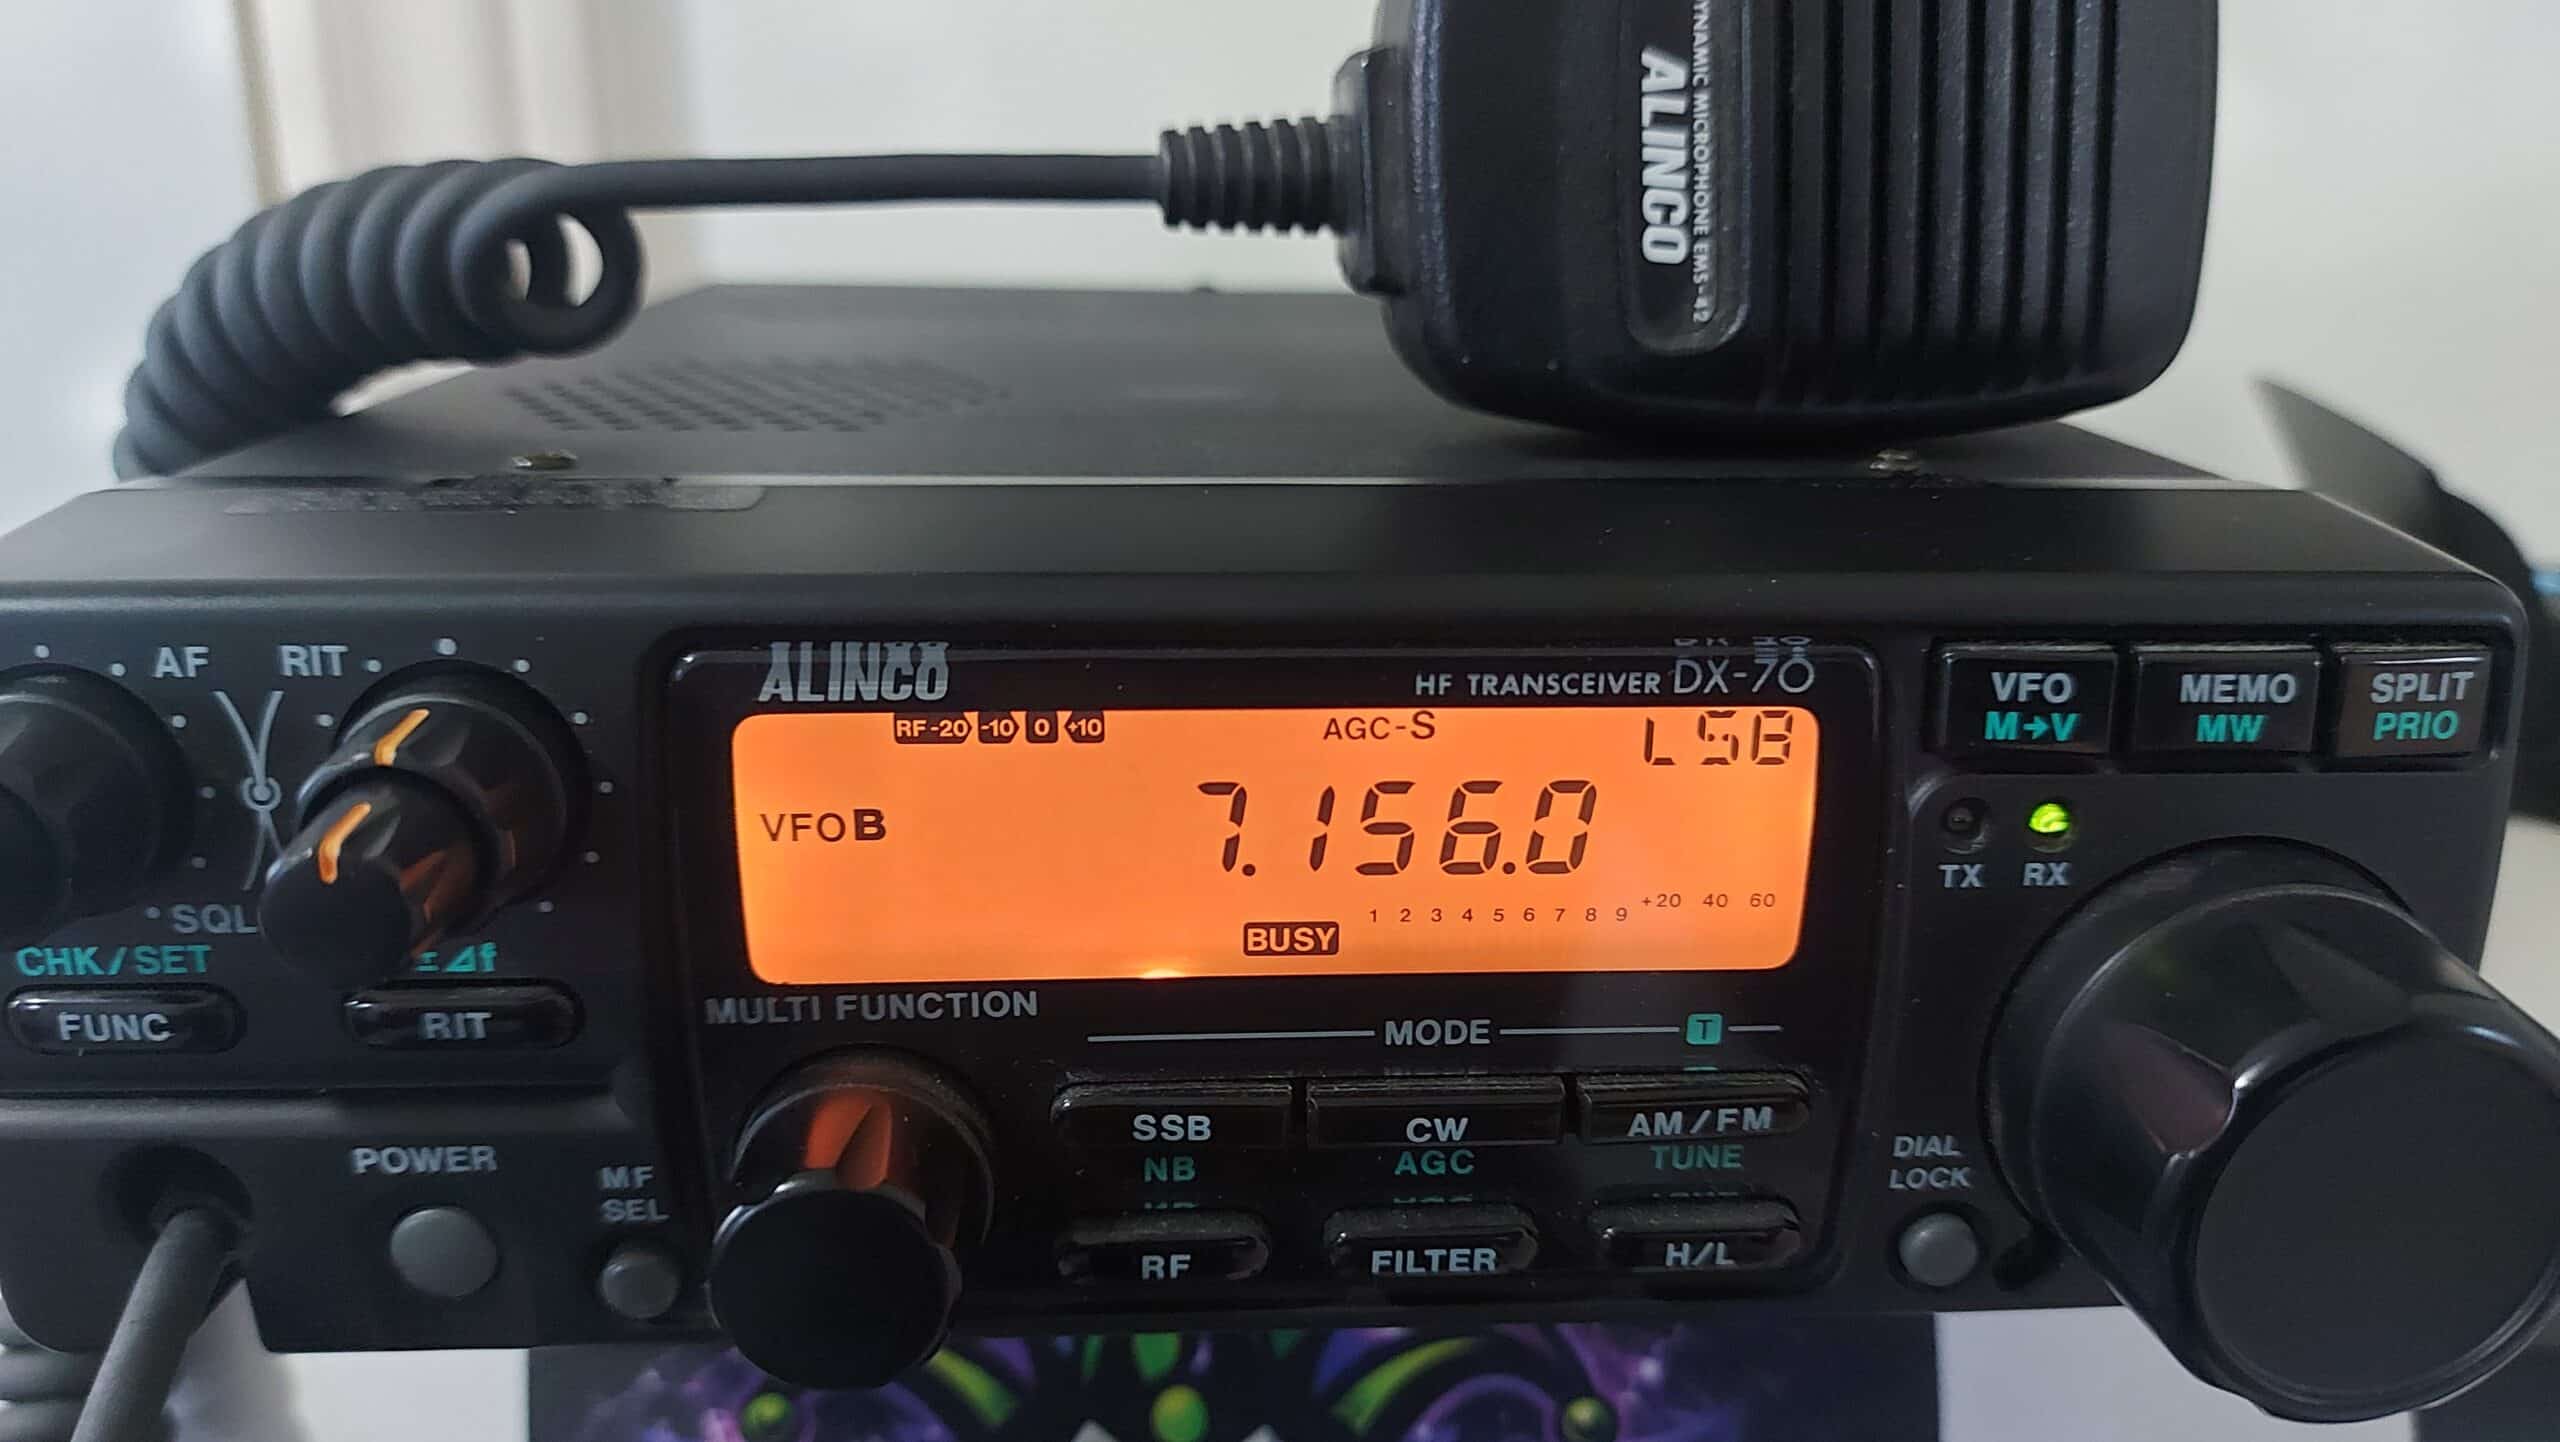 DYNAMIC MICROPHONE EMS-42
ALINCO
AF RIT
SQL
CHK/SET ±⊿f
FUNC RIT
POWER
MF
SEL
ALINCO
HF TRANSCEIVER DX-70
RF-20 -10 0 +10 AGC-S LSB
VFO B 7.156.0
1 2 3 4 5 6 7 8 9 +20 40 60
BUSY
MULTI FUNCTION
MODE T
SSB CW AM/FM
NB AGC TUNE
RF FILTER H/L
VFO MEMO SPLIT
M→V MW PRIO
TX RX
DIAL
LOCK